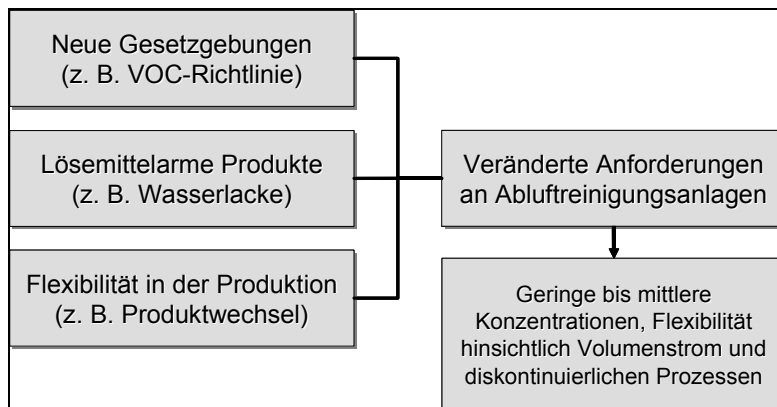 Neue Gesetzgebungen
(z. B. VOC-Richtlinie)
Lösemittelarme Produkte
(z. B. Wasserlacke)
Flexibilität in der Produktion
(z. B. Produktwechsel)
Veränderte Anforderungen
an Abluftreinigungsanlagen
Geringe bis mittlere
Konzentrationen, Flexibilität
hinsichtlich Volumenstrom und
diskontinuierlichen Prozessen